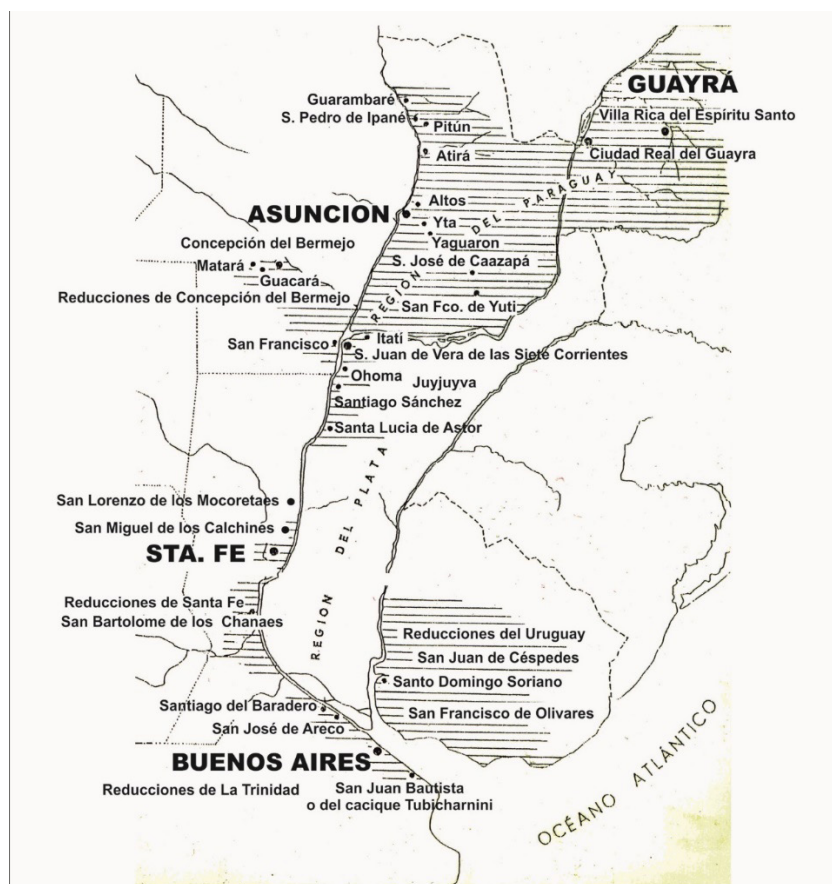 GUAYRÁ
Guarambaré
S. Pedro de Ipané
Pitún
Villa Rica del Espíritu Santo
Ciudad Real del Guayra
Atirá
Altos
ASUNCION
Yta
Yaguaron
REGION DEL PARAGUAY
Concepción del Bermejo
Matará
Guacará
S. José de Caazapá
Reducciones de Concepción del Bermejo
San Fco. de Yuti
San Francisco
Itatí
S. Juan de Vera de las Siete Corrientes
Ohoma
Juyjuyva
Santiago Sánchez
Santa Lucia de Astor
San Lorenzo de los Mocoretaes
San Miguel de los Calchines
STA. FE
REGION DEL PLATA
Reducciones de Santa Fe
San Bartolome de los Chanaes
Reducciones del Uruguay
San Juan de Céspedes
Santo Domingo Soriano
San Francisco de Olivares
Santiago del Baradero
San José de Areco
BUENOS AIRES
Reducciones de La Trinidad
San Juan Bautista
o del cacique Tubicharnini
OCÉANO ATLÁNTICO